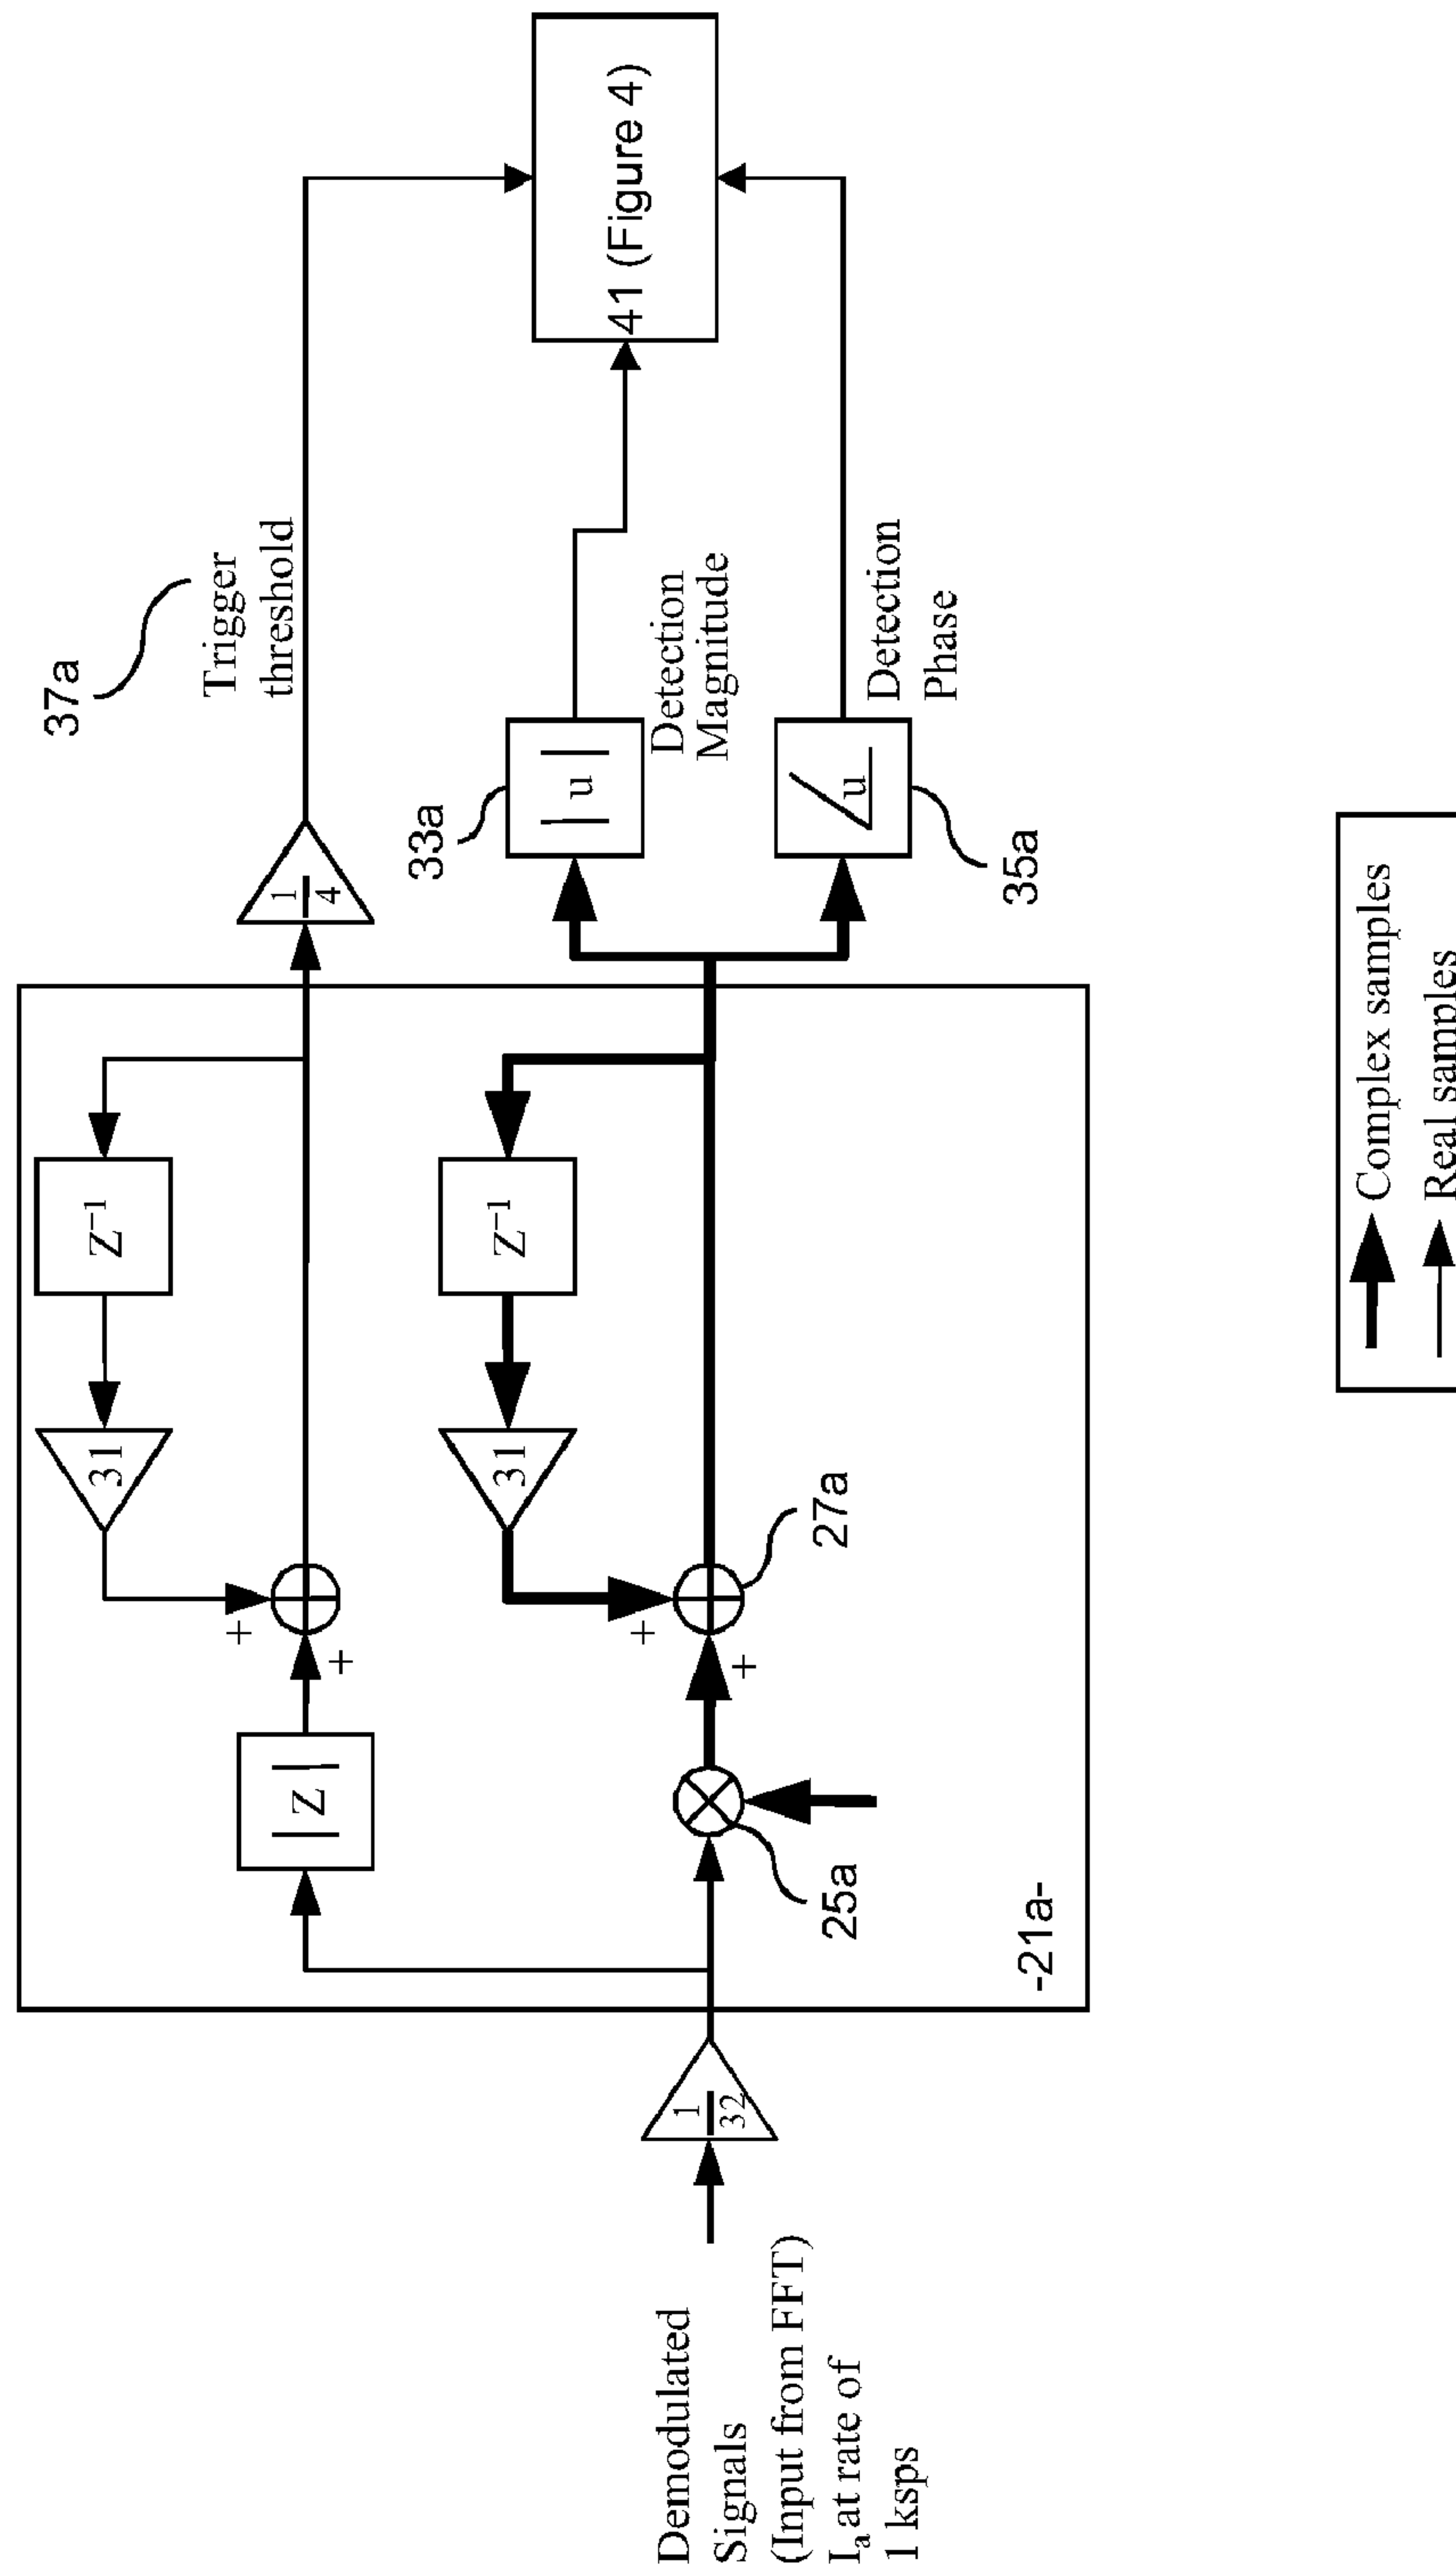 37a
Trigger
threshold
1
4
Z⁻¹
31
+
+
|Z|
41 (Figure 4)
33a
|u|
Detection
Magnitude
Z⁻¹
31
+
+
27a
25a
u
35a
Detection
Phase
-21a-
1
32
Demodulated
Signals
(Input from FFT)
Iₐ at rate of
1 ksps
Complex samples
Real samples